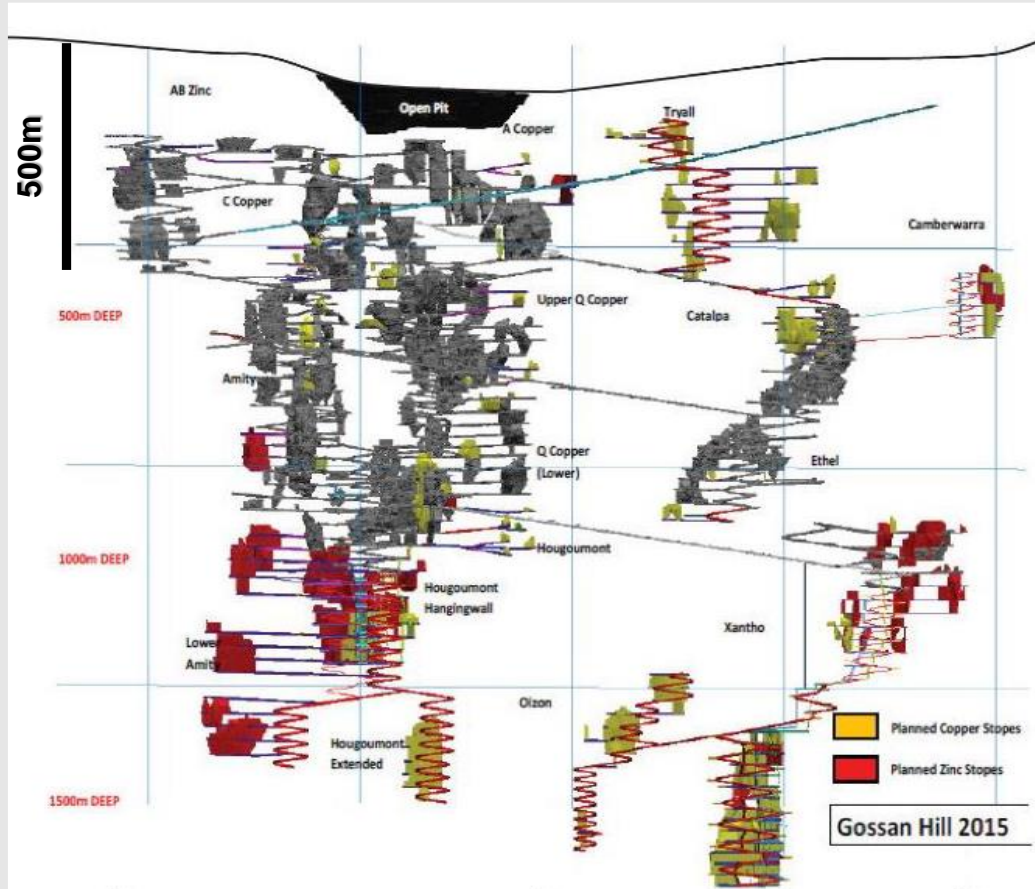 500m
AB Zinc
Open Pit
A Copper
Tryall
C Copper
Camberwarra
500m DEEP
Upper Q Copper
Catalpa
Amity
Q Copper
(Lower)
Ethel
1000m DEEP
Hougoumont
Hougoumont
Hangingwall
Xantho
Lower
Amity
Oizon
Hougoumont
Extended
Planned Copper Stopes
Planned Zinc Stopes
1500m DEEP
Gossan Hill 2015